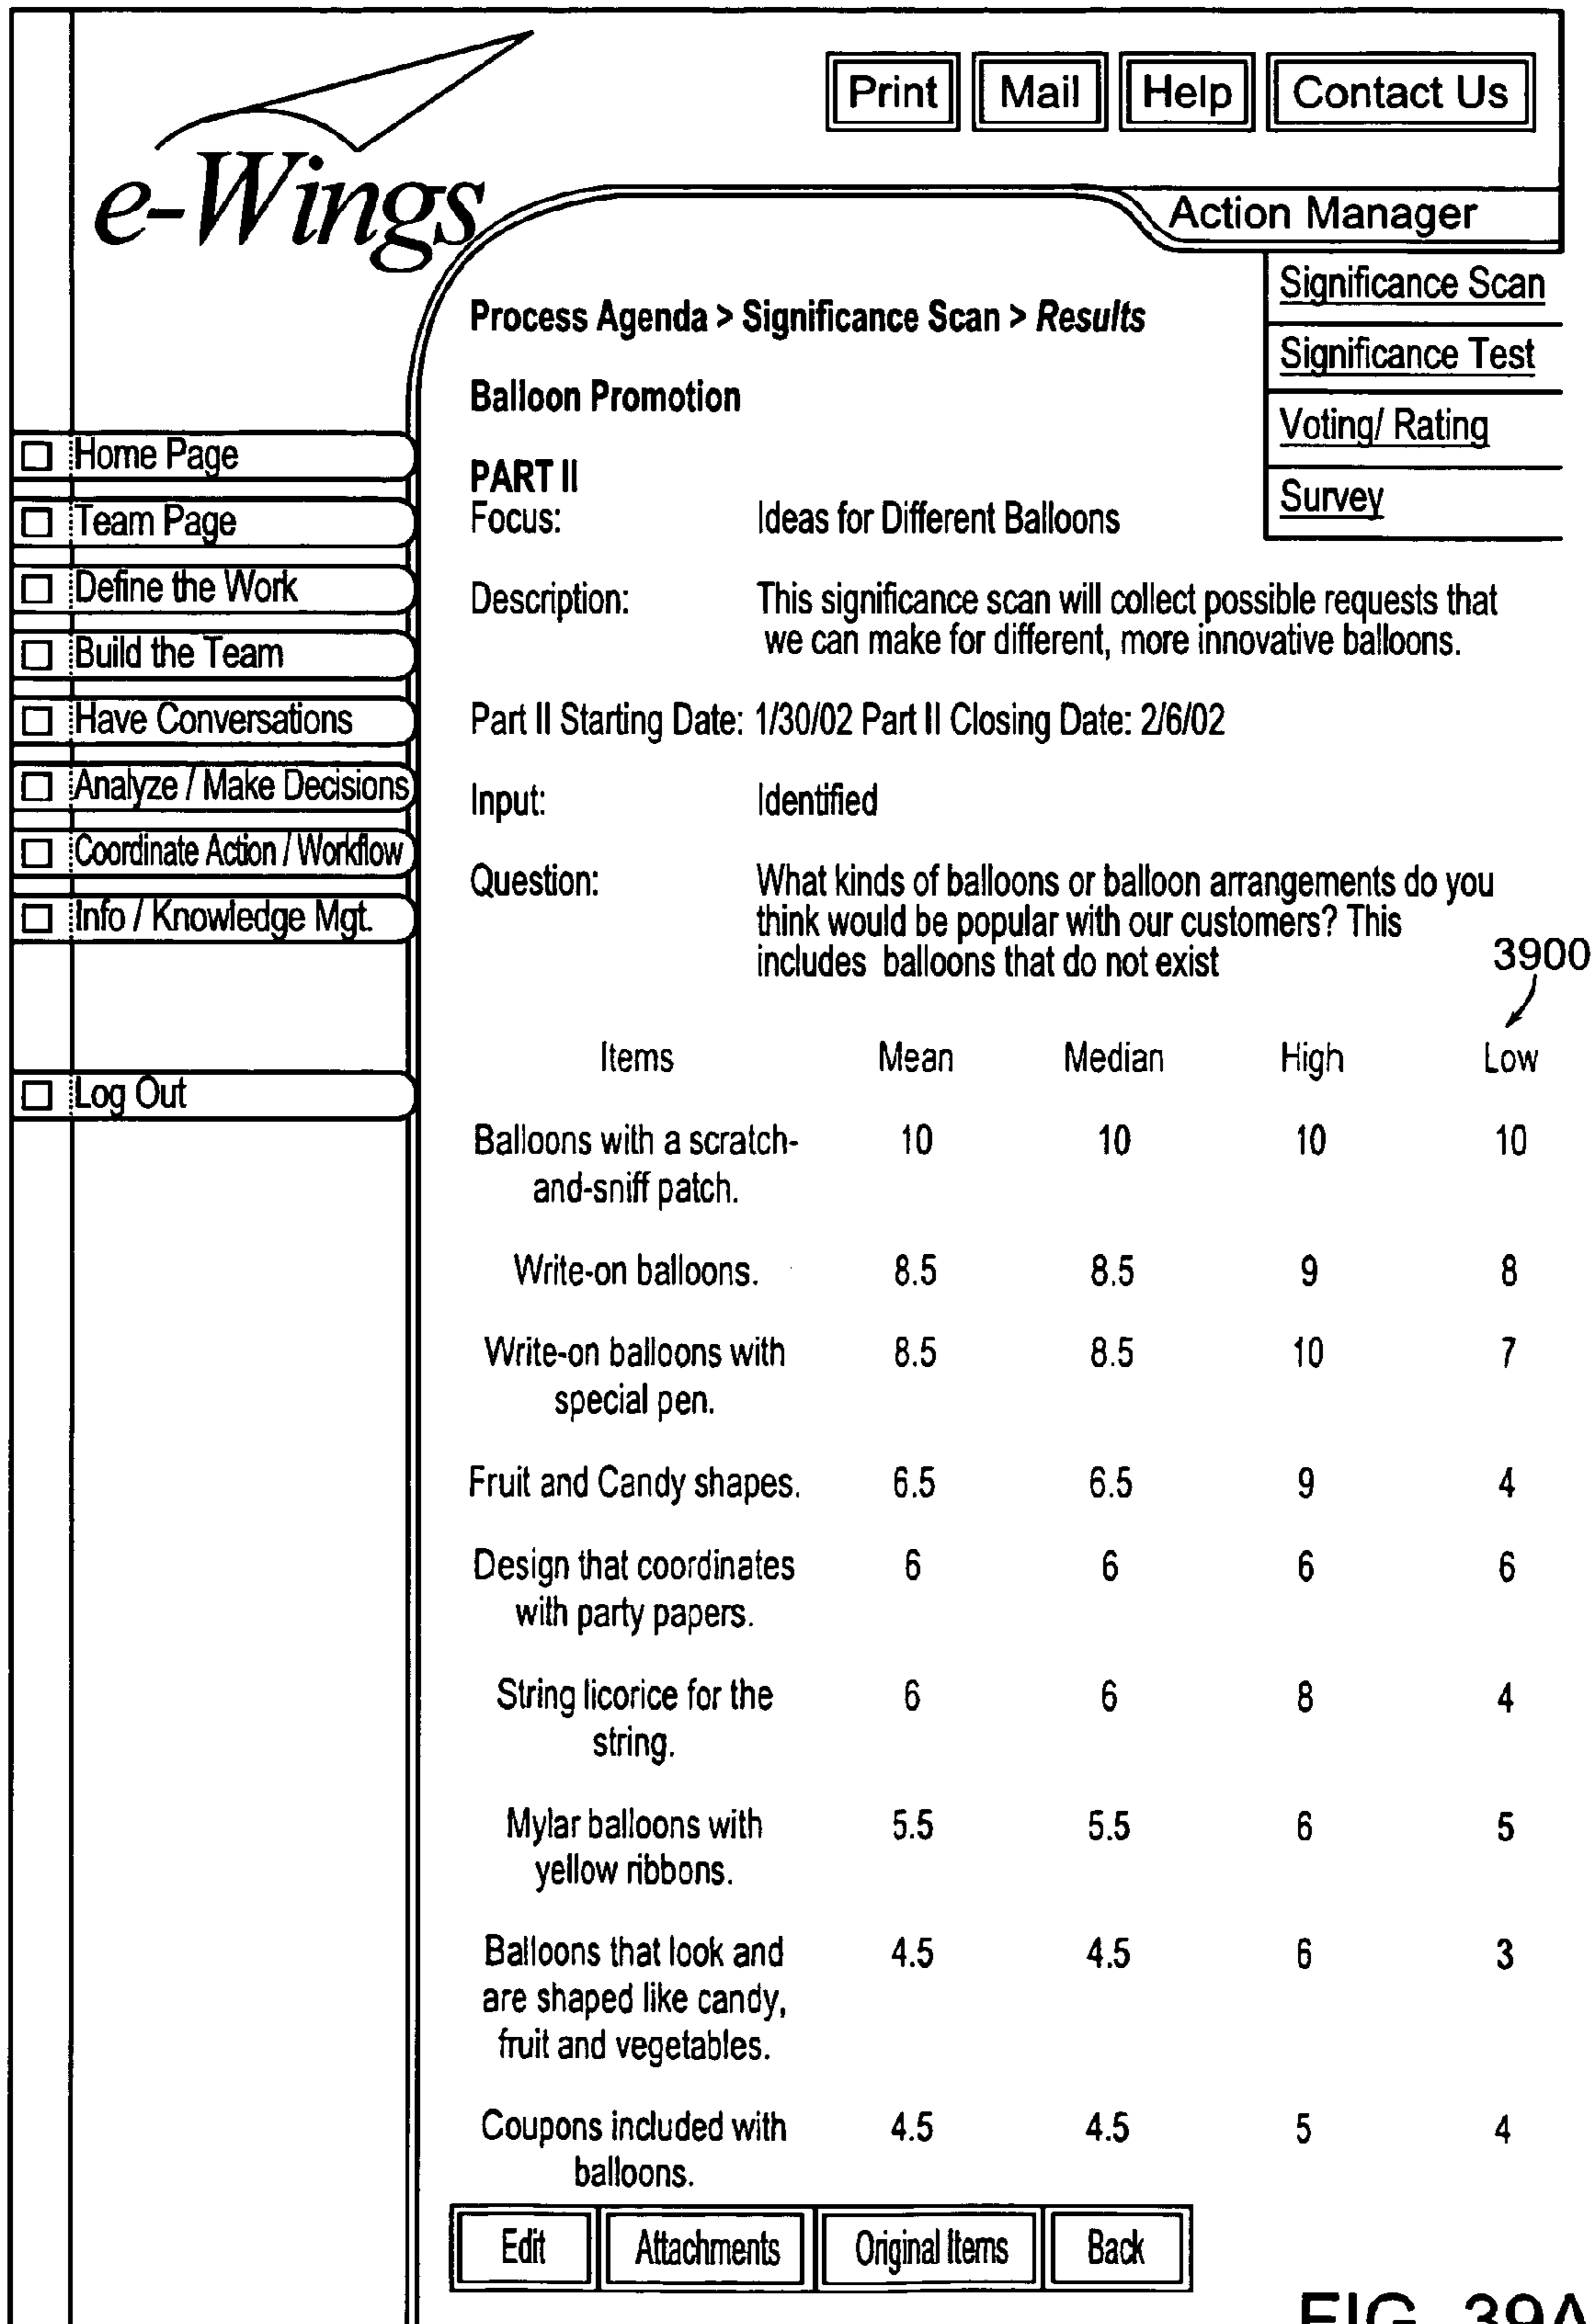 Print Mail Help Contact Us
e-Wings
Action Manager
Significance Scan
Significance Test
Voting/ Rating
Survey
Home Page
Team Page
Define the Work
Build the Team
Have Conversations
Analyze / Make Decisions
Coordinate Action / Workflow
Info / Knowledge Mgt.
Log Out
Process Agenda > Significance Scan > Results
Balloon Promotion
PART II
Focus: Ideas for Different Balloons
Description: This significance scan will collect possible requests that
we can make for different, more innovative balloons.
Part II Starting Date: 1/30/02 Part II Closing Date: 2/6/02
Input: Identified
Question: What kinds of balloons or balloon arrangements do you
think would be popular with our customers? This
includes balloons that do not exist
3900
Items Mean Median High Low
Balloons with a scratch- 10 10 10 10
and-sniff patch.
Write-on balloons. 8.5 8.5 9 8
Write-on balloons with 8.5 8.5 10 7
special pen.
Fruit and Candy shapes. 6.5 6.5 9 4
Design that coordinates 6 6 6 6
with party papers.
String licorice for the 6 6 8 4
string.
Mylar balloons with 5.5 5.5 6 5
yellow ribbons.
Balloons that look and 4.5 4.5 6 3
are shaped like candy,
fruit and vegetables.
Coupons included with 4.5 4.5 5 4
balloons.
Edit Attachments Original Items Back
FIG. 39A